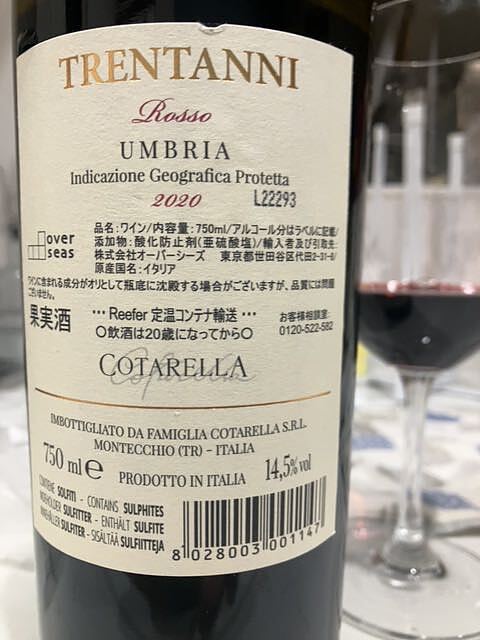 TRENTANNI
Rosso
UMBRIA
Indicazione Geografica Protetta
2020 L22293
over seas
品名:ワイン/内容量:750ml/アルコール分はラベルに記載/
添加物:酸化防止剤(亜硫酸塩)/輸入者及び引取先:
株式会社オーバーシーズ 東京都世田谷区代田2-31-6/
原産国名:イタリア
ワインに含まれる成分がオリとして瓶底に沈殿する場合がございますが、品質には問題
ございません。
果実酒
… Reefer 定温コンテナ輸送 …
○飲酒は20歳になってから○
お客様相談室:
0120-522-582
COTARELLA
IMBOTTIGLIATO DA FAMIGLIA COTARELLA S.R.L.
MONTECCHIO (TR) - ITALIA
750 ml e PRODOTTO IN ITALIA 14,5% vol
CONTIENE SOLFITI - CONTAINS SULPHITES
INDEHOLDER SULFITTER - ENTHÄLT SULFITE
INNEHÅLLER SULFITER - SISÄLTÄÄ SULFIITTEJA
8 028003 001147